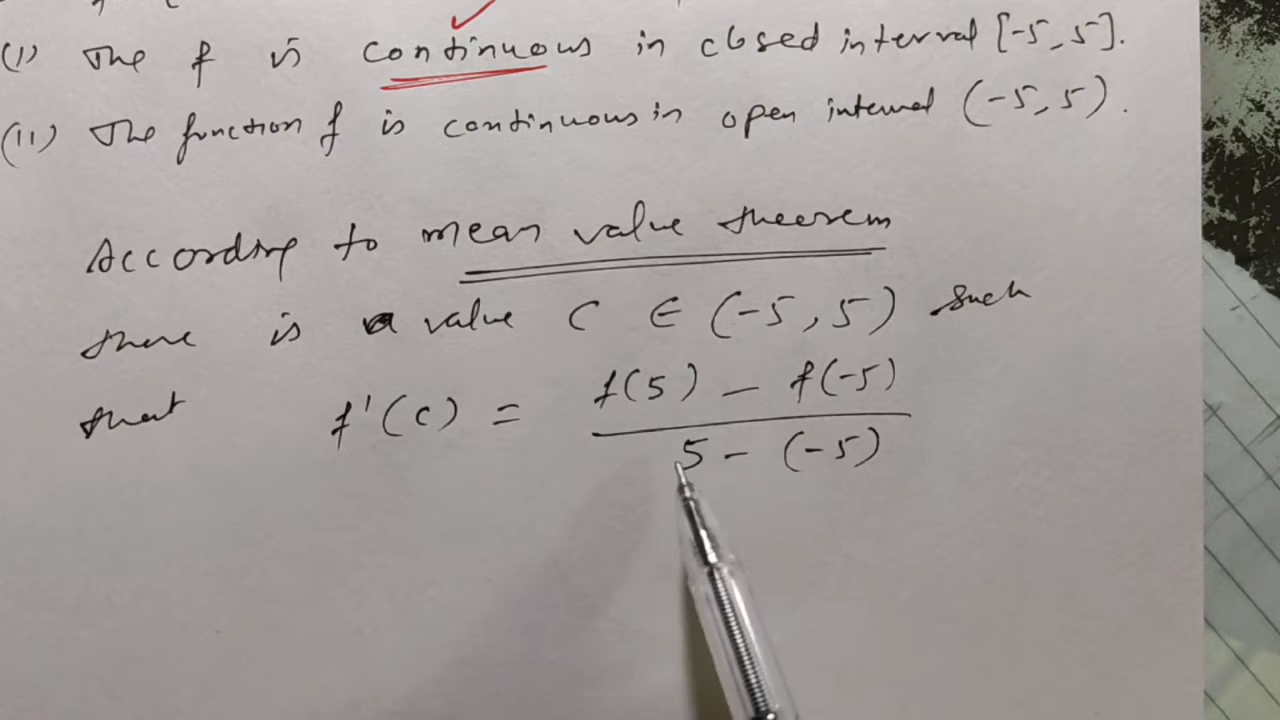 (I) The f is continuous in closed interval [-5, 5].
(II) The function f is continuous in open interval (-5, 5).
According to mean value theorem
there is a value C ∈ (-5, 5) such
that f'(c) = f(5) - f(-5) / 5 - (-5)